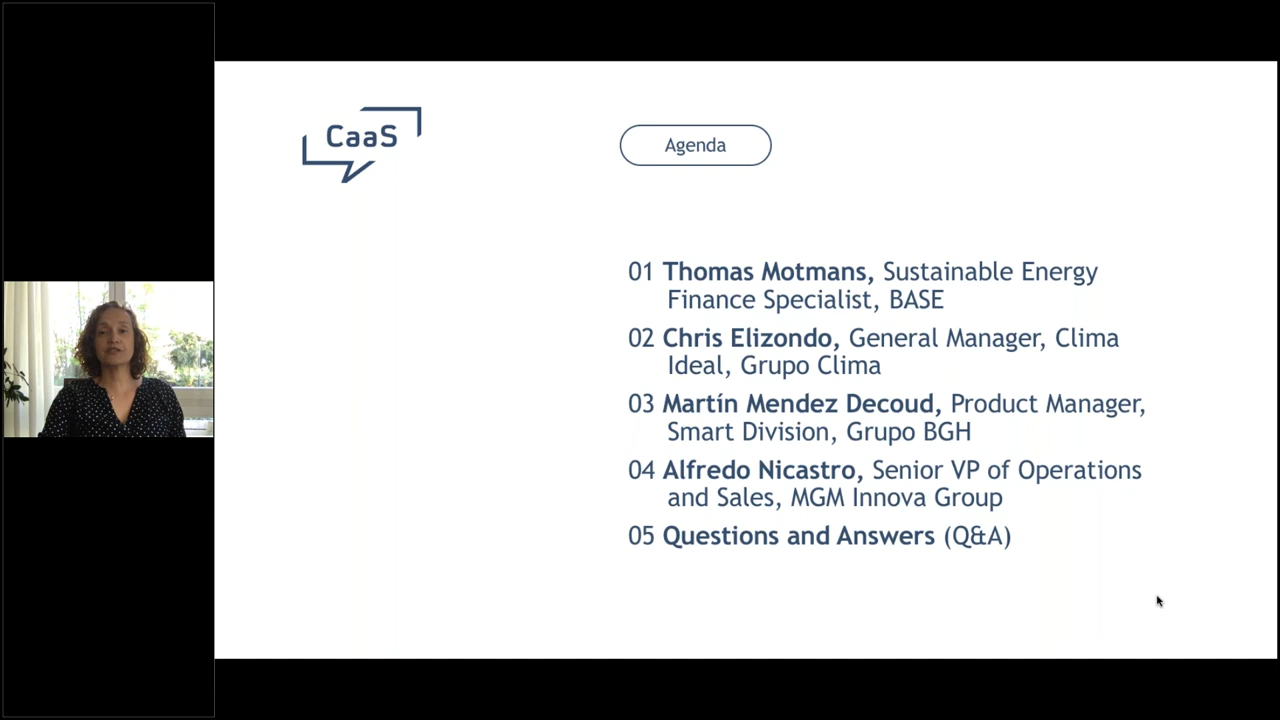 CaaS
Agenda
01 Thomas Motmans, Sustainable Energy
Finance Specialist, BASE
02 Chris Elizondo, General Manager, Clima
Ideal, Grupo Clima
03 Martín Mendez Decoud, Product Manager,
Smart Division, Grupo BGH
04 Alfredo Nicastro, Senior VP of Operations
and Sales, MGM Innova Group
05 Questions and Answers (Q&A)